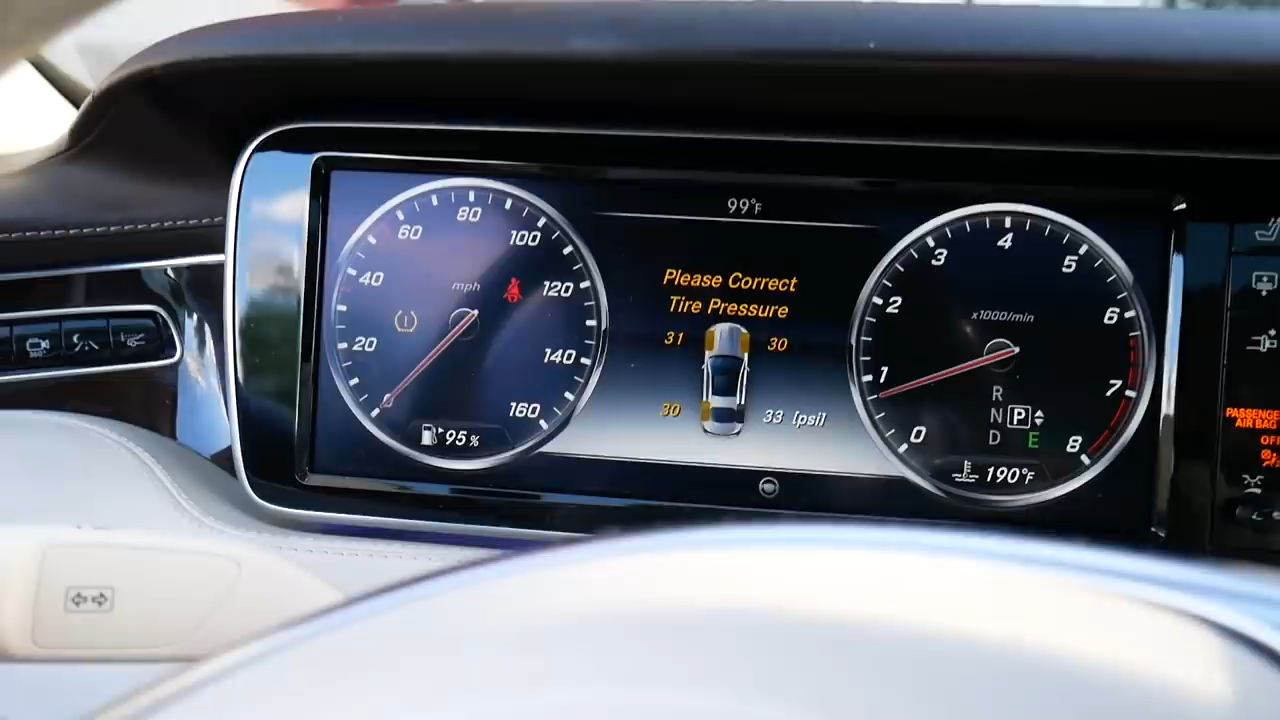 99°F
80
60
100
40
mph
120
20
140
160
95%
Please Correct
Tire Pressure
31
30
30
33 [psi]
4
3
5
2
6
x1000/min
1
7
R
N P
D E
0
8
190°F
360°
PASSENGER
AIR BAG